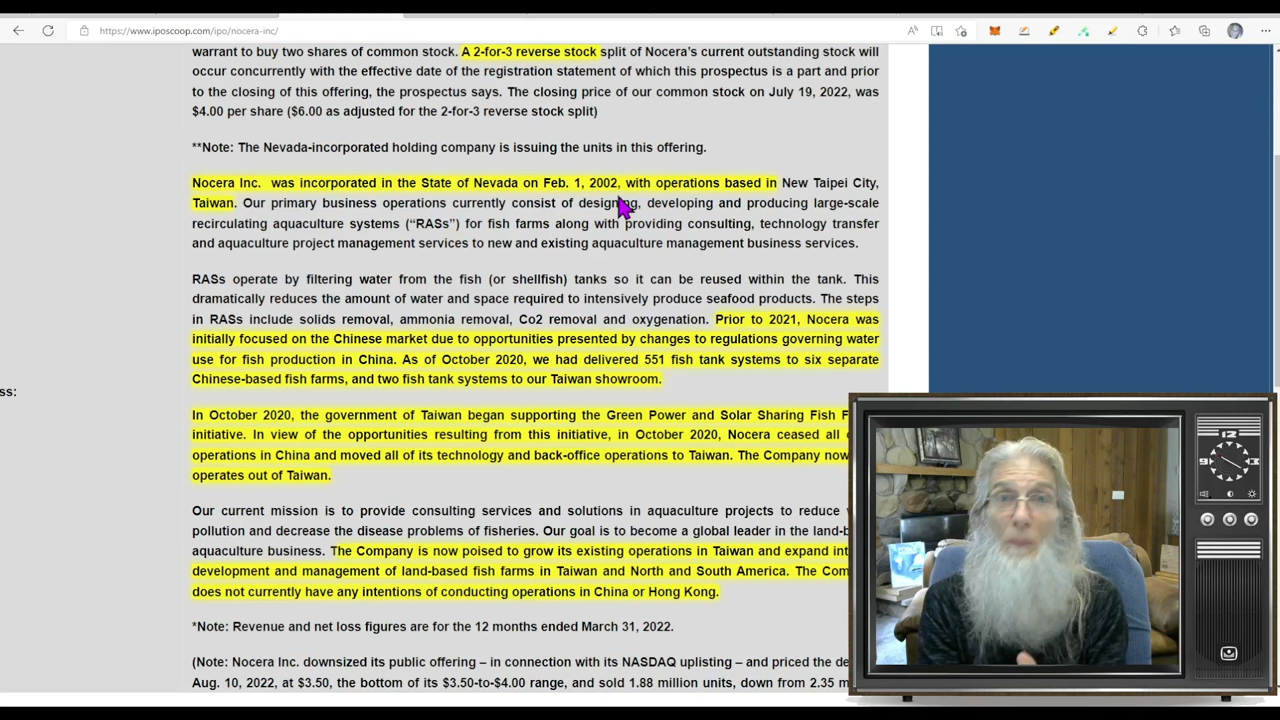 https://www.iposcoop.com/ipo/nocera-inc/
warrant to buy two shares of common stock. A 2-for-3 reverse stock split of Nocera's current outstanding stock will
occur concurrently with the effective date of the registration statement of which this prospectus is a part and prior
to the closing of this offering, the prospectus says. The closing price of our common stock on July 19, 2022, was
$4.00 per share ($6.00 as adjusted for the 2-for-3 reverse stock split)
**Note: The Nevada-incorporated holding company is issuing the units in this offering.
Nocera Inc. was incorporated in the State of Nevada on Feb. 1, 2002, with operations based in New Taipei City,
Taiwan. Our primary business operations currently consist of designing, developing and producing large-scale
recirculating aquaculture systems ("RASs") for fish farms along with providing consulting, technology transfer
and aquaculture project management services to new and existing aquaculture management business services.
RASs operate by filtering water from the fish (or shellfish) tanks so it can be reused within the tank. This
dramatically reduces the amount of water and space required to intensively produce seafood products. The steps
in RASs include solids removal, ammonia removal, Co2 removal and oxygenation. Prior to 2021, Nocera was
initially focused on the Chinese market due to opportunities presented by changes to regulations governing water
use for fish production in China. As of October 2020, we had delivered 551 fish tank systems to six separate
Chinese-based fish farms, and two fish tank systems to our Taiwan showroom.
ss:
In October 2020, the government of Taiwan began supporting the Green Power and Solar Sharing Fish F
initiative. In view of the opportunities resulting from this initiative, in October 2020, Nocera ceased all
operations in China and moved all of its technology and back-office operations to Taiwan. The Company now
operates out of Taiwan.
Our current mission is to provide consulting services and solutions in aquaculture projects to reduce
pollution and decrease the disease problems of fisheries. Our goal is to become a global leader in the land-b
aquaculture business. The Company is now poised to grow its existing operations in Taiwan and expand int
development and management of land-based fish farms in Taiwan and North and South America. The Com
does not currently have any intentions of conducting operations in China or Hong Kong.
*Note: Revenue and net loss figures are for the 12 months ended March 31, 2022.
(Note: Nocera Inc. downsized its public offering – in connection with its NASDAQ uplisting – and priced the de
Aug. 10, 2022, at $3.50, the bottom of its $3.50-to-$4.00 range, and sold 1.88 million units, down from 2.35 m
12
9
3